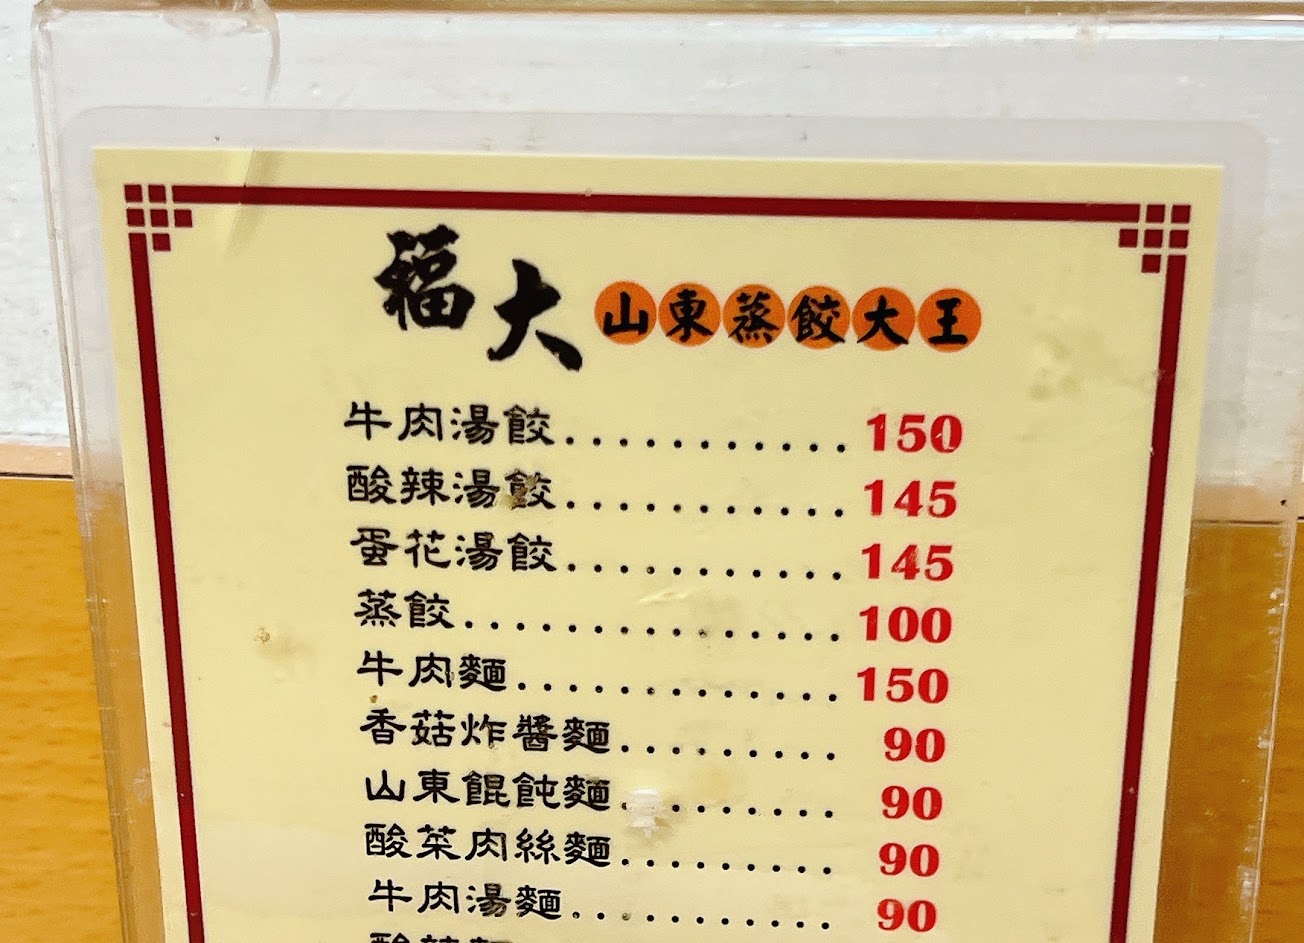 福大 山東蒸餃大王
牛肉湯餃........... 150
酸辣湯餃........... 145
蛋花湯餃........... 145
蒸餃............... 100
牛肉麵............. 150
香菇炸醬麵......... 90
山東餛飩麵......... 90
酸菜肉絲麵......... 90
牛肉湯麵.......... 90